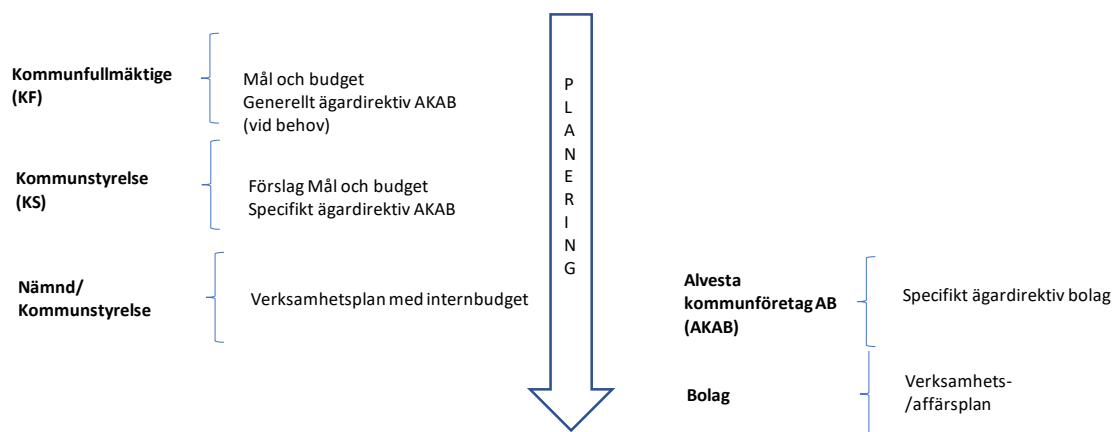 Kommunfullmäktige
(KF)
Mål och budget
Generellt ägardirektiv AKAB
(vid behov)
Kommunstyrelse
(KS)
Förslag Mål och budget
Specifikt ägardirektiv AKAB
Nämnd/
Kommunstyrelse
Verksamhetsplan med internbudget
P
L
A
N
E
R
I
N
G
Alvesta
kommunföretag AB
(AKAB)
Specifikt ägardirektiv bolag
Bolag
Verksamhets-
/affärsplan